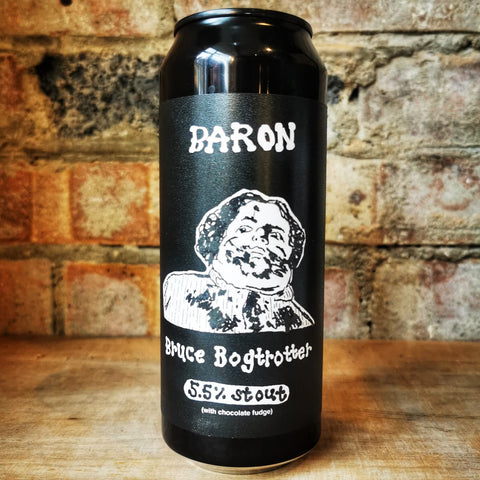 BARON
Bruce Bogtrotter
5.5% stout
(with chocolate fudge)